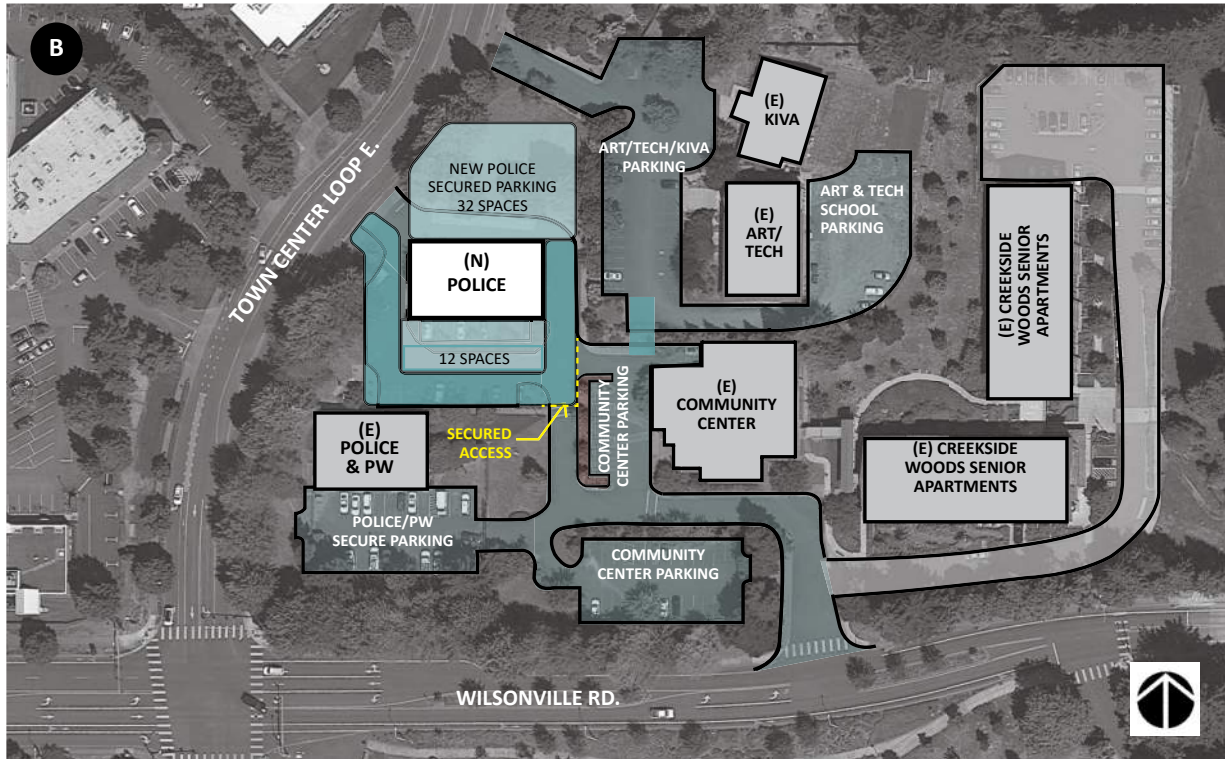 B
TOWN CENTER LOOP E.
NEW POLICE
SECURED PARKING
32 SPACES
(N)
POLICE
12 SPACES
ART/TECH/KIVA
PARKING
(E)
KIVA
(E)
ART/
TECH
ART & TECH
SCHOOL
PARKING
(E) CREEKSIDE
WOODS SENIOR
APARTMENTS
(E)
POLICE
& PW
SECURED
ACCESS
COMMUNITY
CENTER PARKING
(E)
COMMUNITY
CENTER
(E) CREEKSIDE
WOODS SENIOR
APARTMENTS
POLICE/PW
SECURE PARKING
COMMUNITY
CENTER PARKING
WILSONVILLE RD.